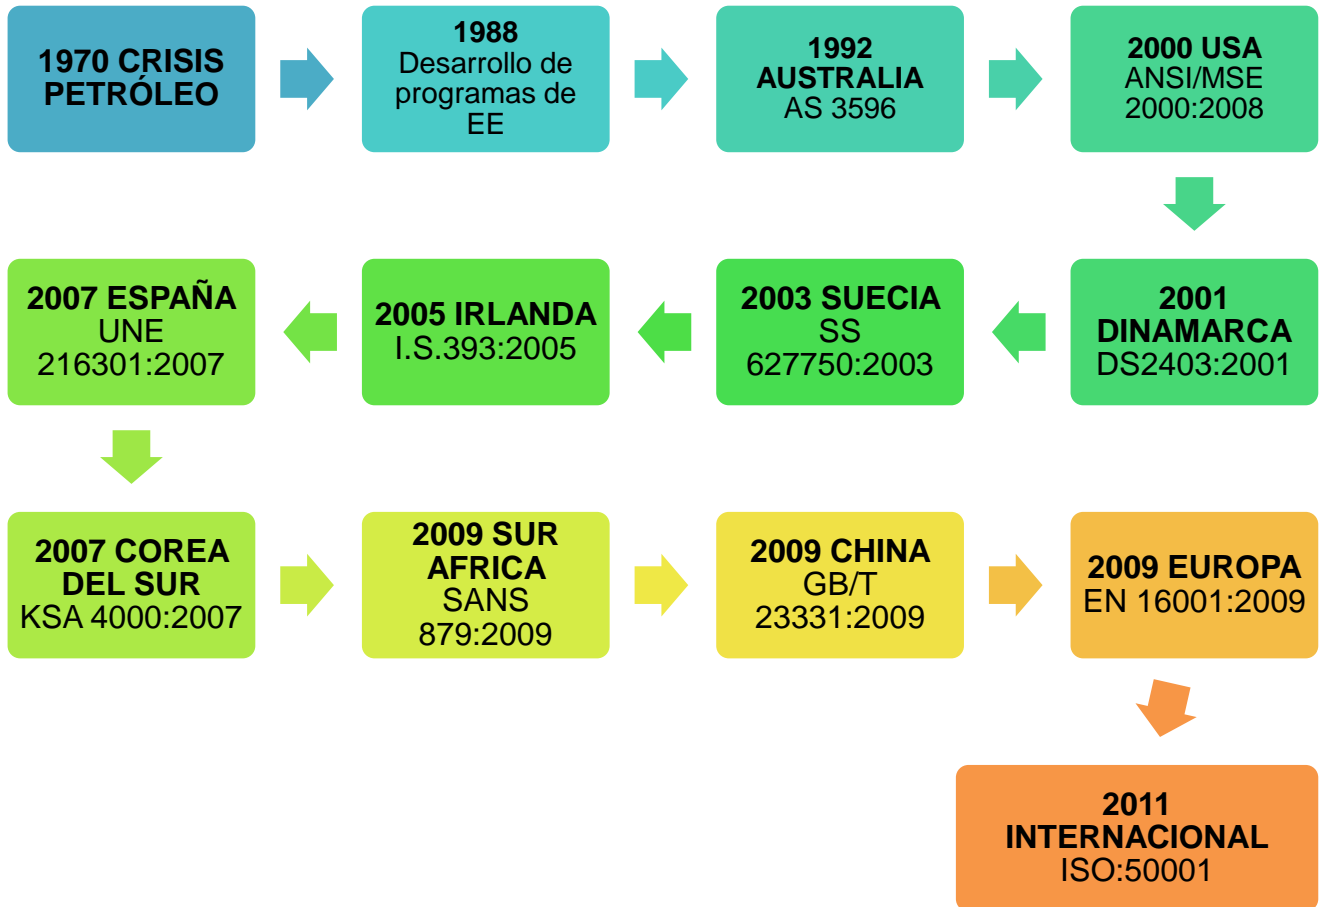 1970 CRISIS
PETRÓLEO
1988
Desarrollo de
programas de
EE
1992
AUSTRALIA
AS 3596
2000 USA
ANSI/MSE
2000:2008
2001
DINAMARCA
DS2403:2001
2003 SUECIA
SS
627750:2003
2005 IRLANDA
I.S.393:2005
2007 ESPAÑA
UNE
216301:2007
2007 COREA
DEL SUR
KSA 4000:2007
2009 SUR
AFRICA
SANS
879:2009
2009 CHINA
GB/T
23331:2009
2009 EUROPA
EN 16001:2009
2011
INTERNACIONAL
ISO:50001